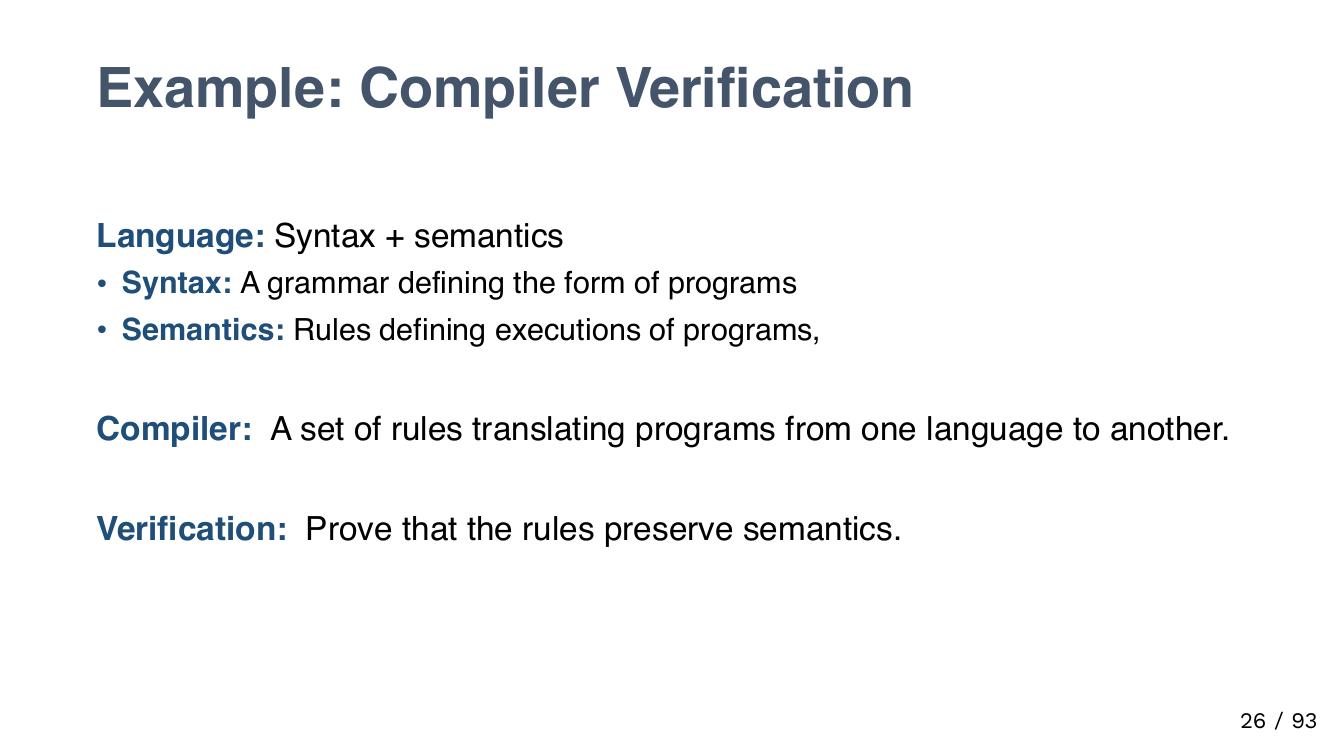 Example: Compiler Verification
Language: Syntax + semantics
• Syntax: A grammar defining the form of programs
• Semantics: Rules defining executions of programs,
Compiler: A set of rules translating programs from one language to another.
Verification: Prove that the rules preserve semantics.
26 / 93